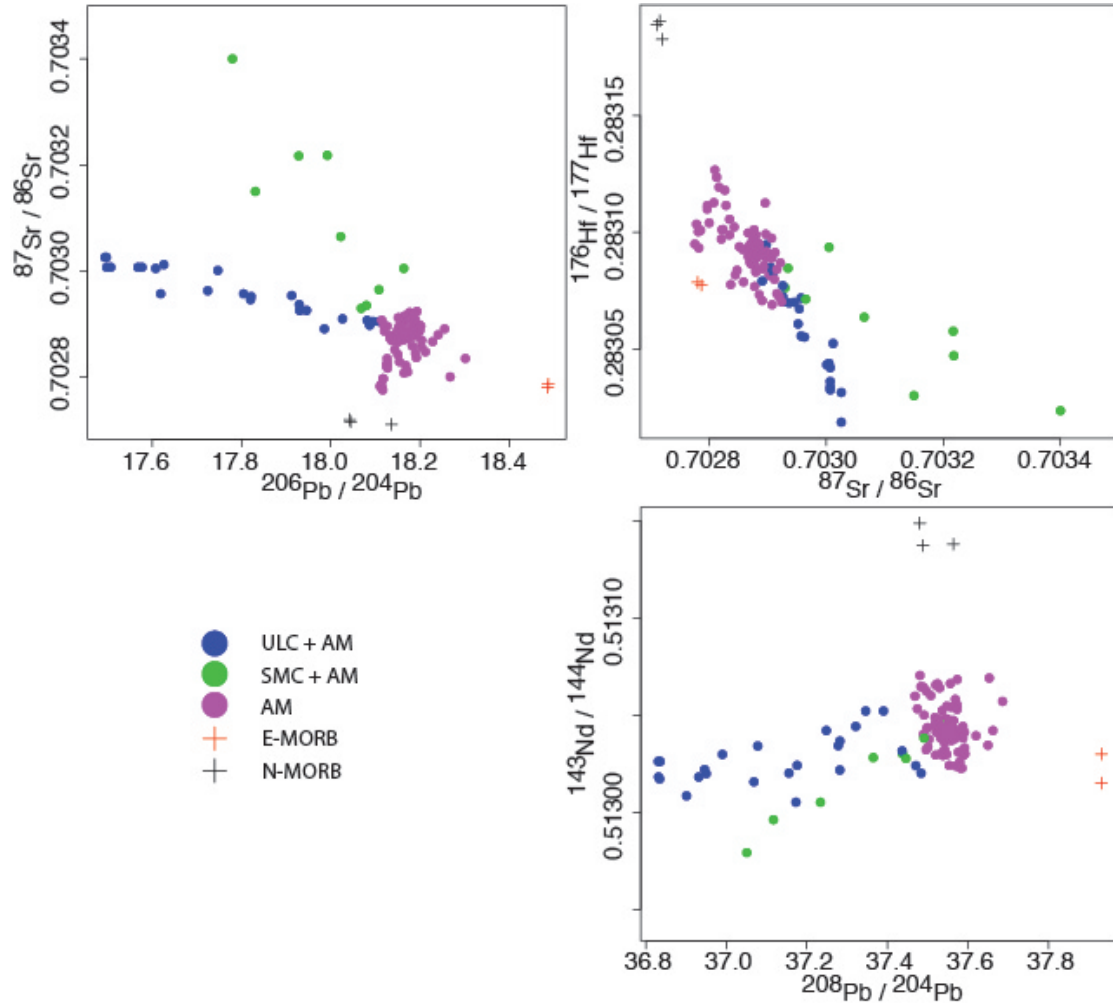 87Sr / 86Sr
0.7034
0.7032
0.7030
0.7028
17.6 17.8 18.0 18.2 18.4
206Pb / 204Pb
176Hf / 177Hf
0.28315
0.28310
0.28305
0.7028 0.7030 0.7032 0.7034
87Sr / 86Sr
ULC + AM
SMC + AM
AM
E-MORB
N-MORB
143Nd / 144Nd
0.51310
0.51300
36.8 37.0 37.2 37.4 37.6 37.8
208Pb / 204Pb